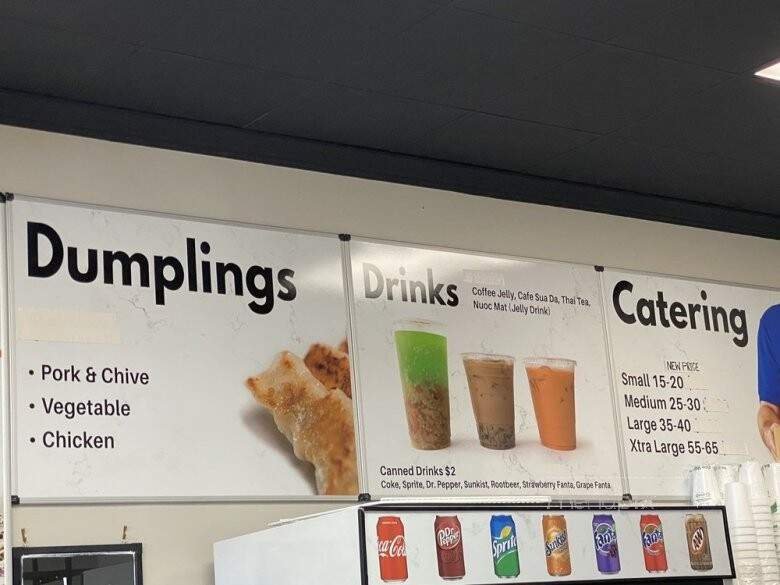 Dumplings
• Pork & Chive
• Vegetable
• Chicken
Drinks
Coffee Jelly, Cafe Sua Da, Thai Tea,
Nuoc Mat (Jelly Drink)
Canned Drinks $2
Coke, Sprite, Dr. Pepper, Sunkist, Rootbeer, Strawberry Fanta, Grape Fanta
Catering
NEW PRICE
Small 15-20
Medium 25-30
Large 35-40
Xtra Large 55-65
Coca-Cola
Dr Pepper
Sprite
Sunkist
Fanta
Fanta
A&W